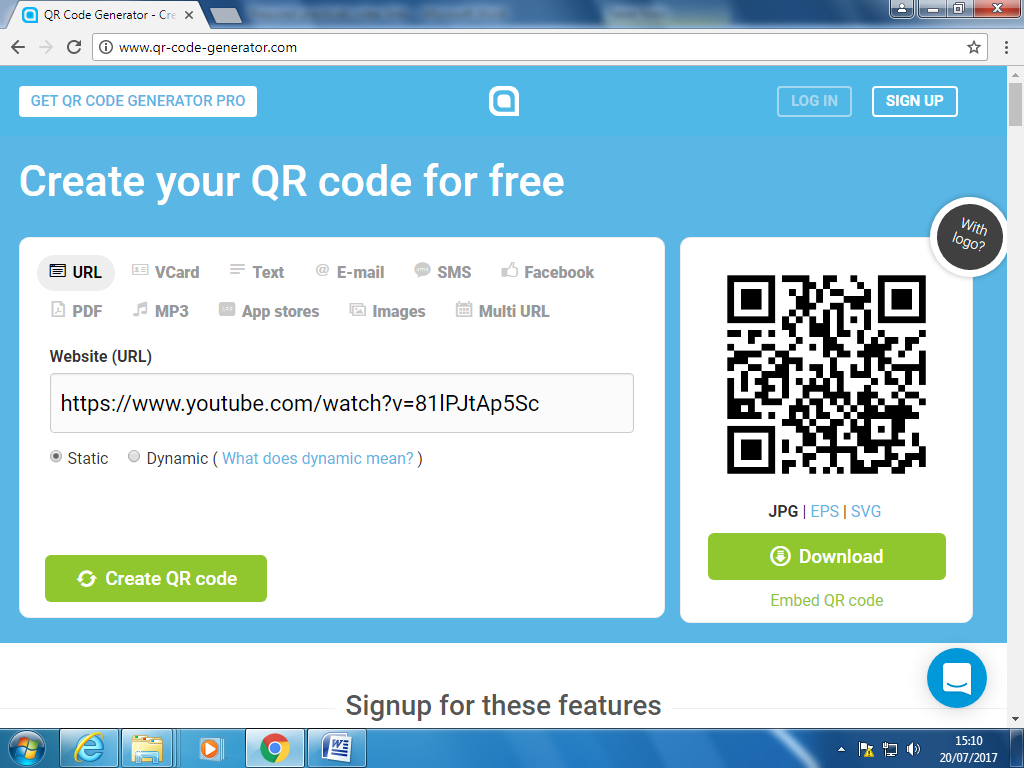 QR Code Generator - Cre
www.qr-code-generator.com
GET QR CODE GENERATOR PRO
LOG IN
SIGN UP
Create your QR code for free
With
logo?
URL VCard Text E-mail SMS Facebook
PDF MP3 App stores Images Multi URL
Website (URL)
https://www.youtube.com/watch?v=81lPJtAp5Sc
Static Dynamic ( What does dynamic mean? )
JPG | EPS | SVG
Create QR code
Download
Embed QR code
Signup for these features
15:10
20/07/2017